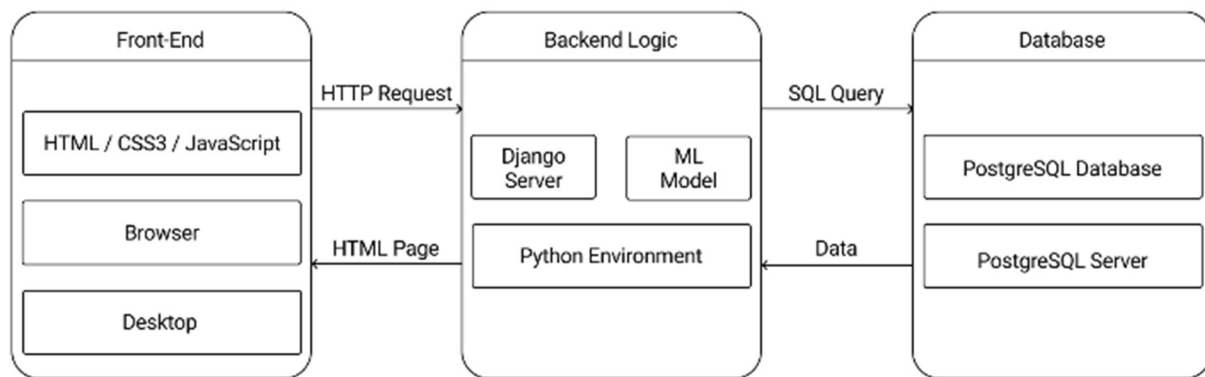 Front-End
HTTP Request
HTML / CSS3 / JavaScript
Browser
HTML Page
Desktop
Backend Logic
SQL Query
Django
Server
ML
Model
Python Environment
Data
Database
PostgreSQL Database
PostgreSQL Server